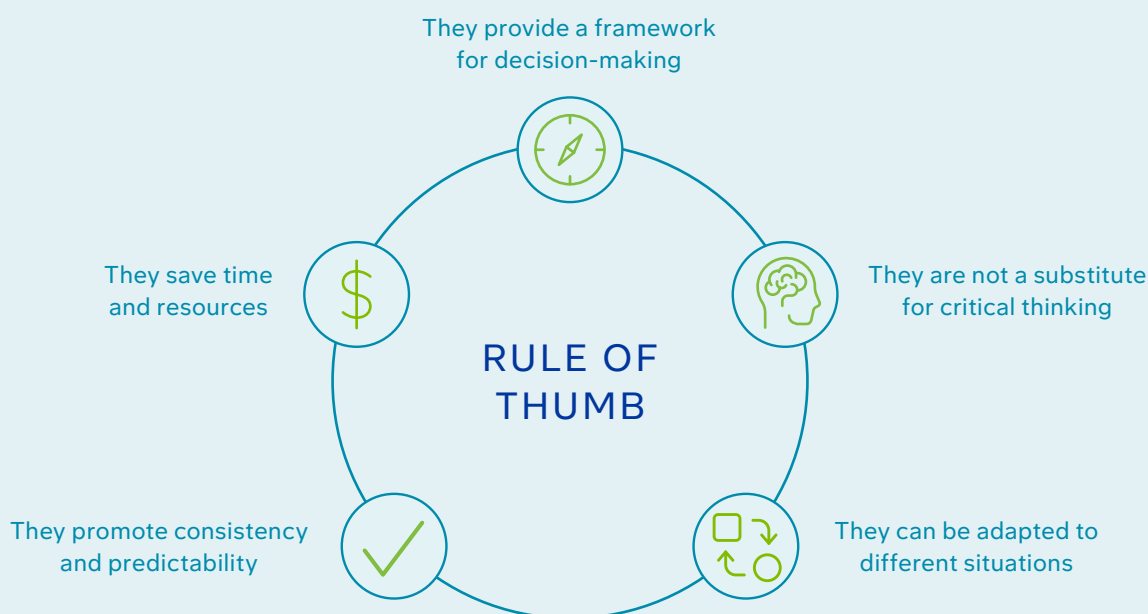 They provide a framework
for decision-making
They save time
and resources
They are not a substitute
for critical thinking
RULE OF
THUMB
They promote consistency
and predictability
They can be adapted to
different situations